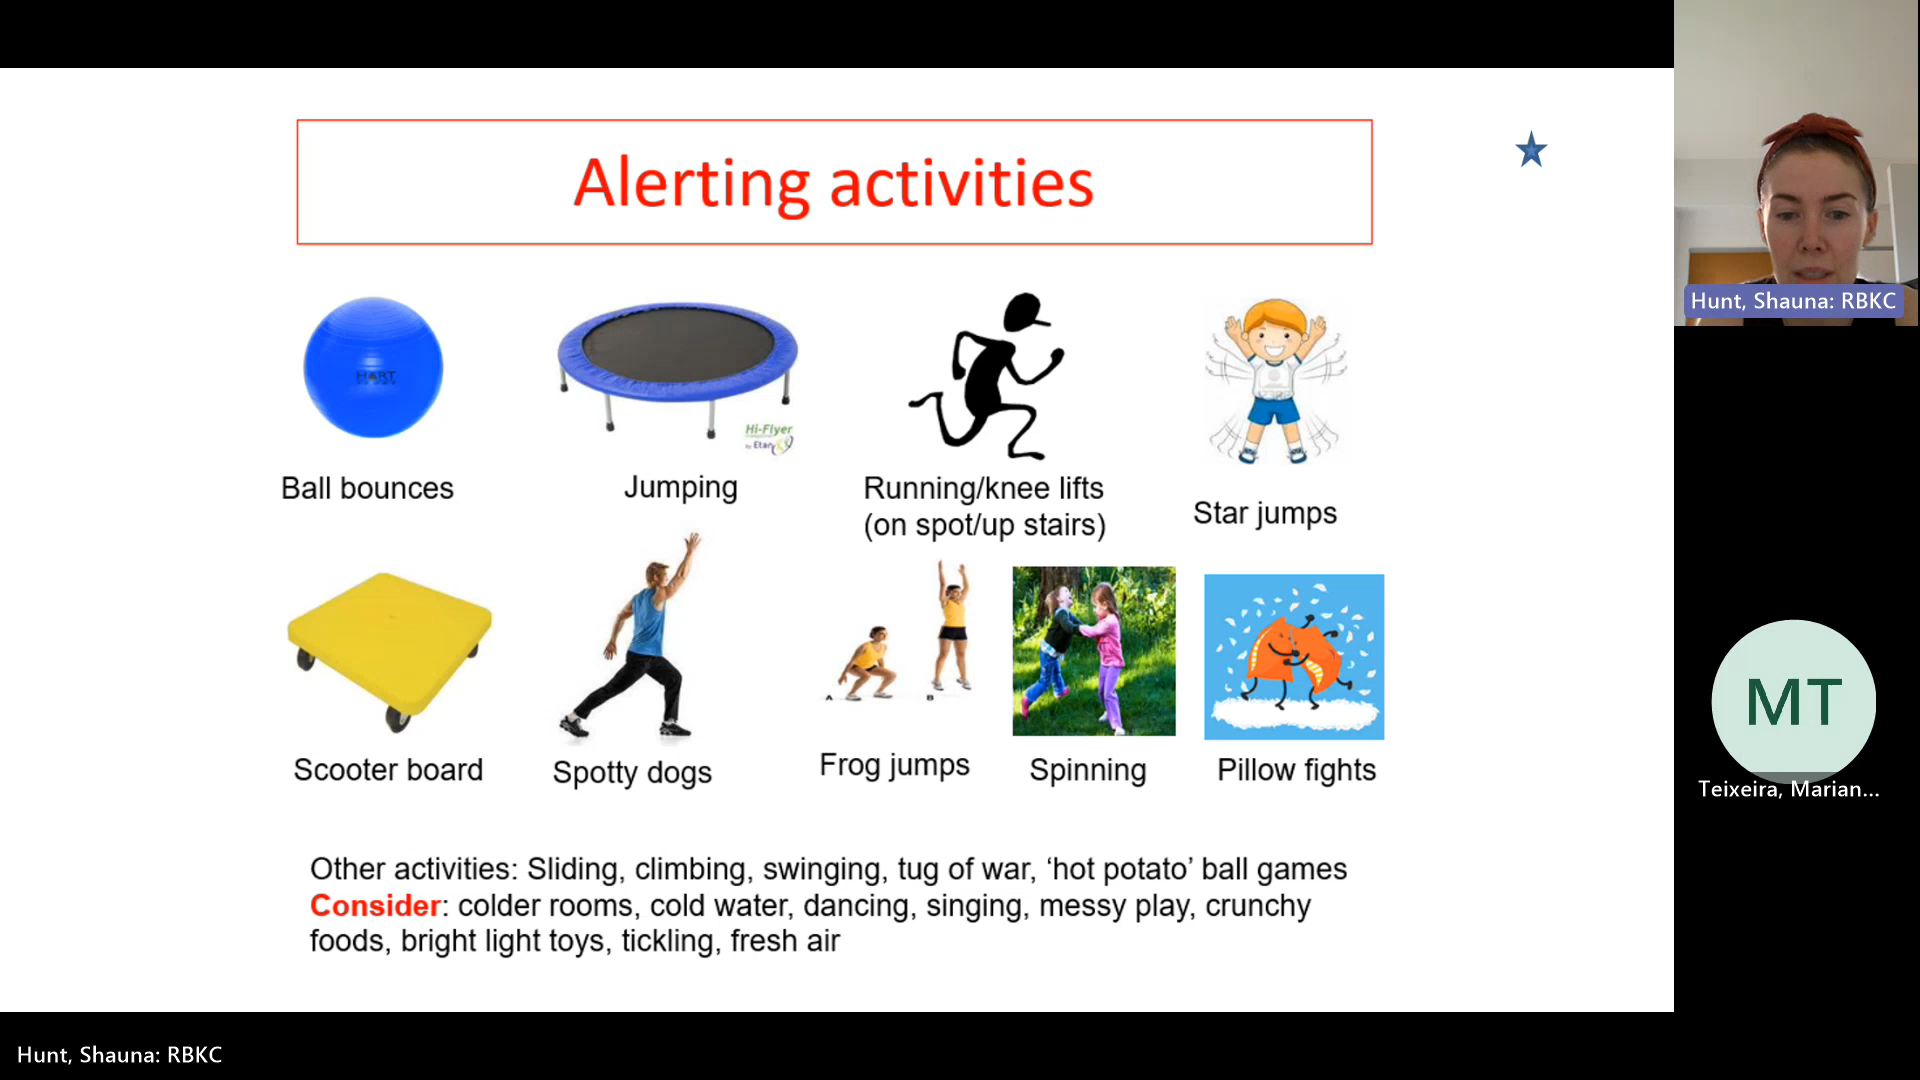 Alerting activities
HART
Hi-Flyer
Ball bounces
Jumping
Running/knee lifts
(on spot/up stairs)
Star jumps
A
B
Scooter board
Spotty dogs
Frog jumps
Spinning
Pillow fights
Other activities: Sliding, climbing, swinging, tug of war, ‘hot potato’ ball games
Consider: colder rooms, cold water, dancing, singing, messy play, crunchy
foods, bright light toys, tickling, fresh air
Hunt, Shauna: RBKC
MT
Teixeira, Marian...
Hunt, Shauna: RBKC